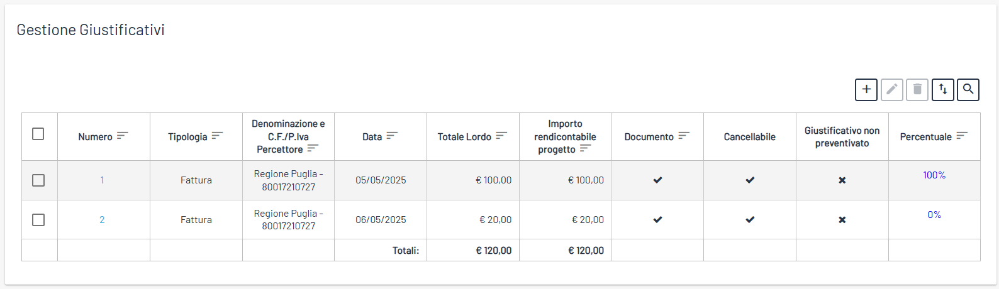 Gestione Giustificativi
Numero
Tipologia
Denominazione e
C.F./P.Iva
Percettore
Data
Totale Lordo
Importo
rendicontabile
progetto
Documento
Cancellabile
Giustificativo non
preventivato
Percentuale
1
Fattura
Regione Puglia -
80017210727
05/05/2025
€ 100,00
€ 100,00
100%
2
Fattura
Regione Puglia -
80017210727
06/05/2025
€ 20,00
€ 20,00
0%
Totali:
€ 120,00
€ 120,00